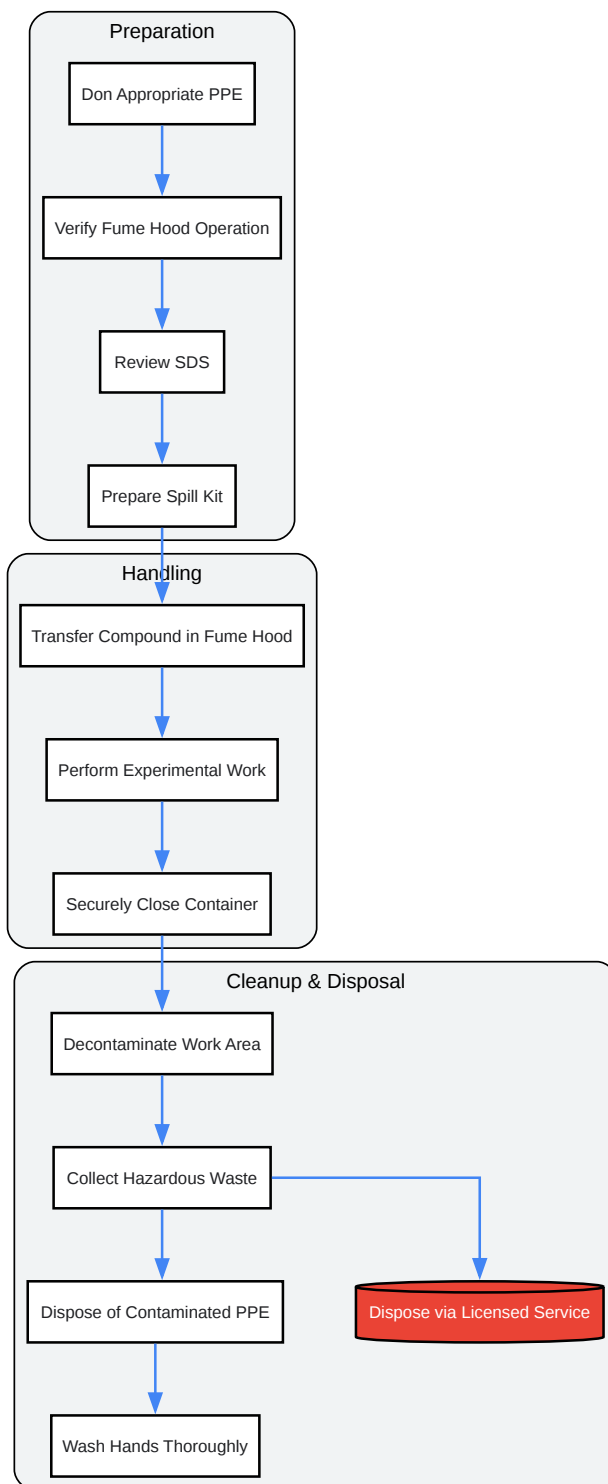 Preparation
Don Appropriate PPE
Verify Fume Hood Operation
Review SDS
Prepare Spill Kit
Handling
Transfer Compound in Fume Hood
Perform Experimental Work
Securely Close Container
Cleanup & Disposal
Decontaminate Work Area
Collect Hazardous Waste
Dispose of Contaminated PPE
Dispose via Licensed Service
Wash Hands Thoroughly